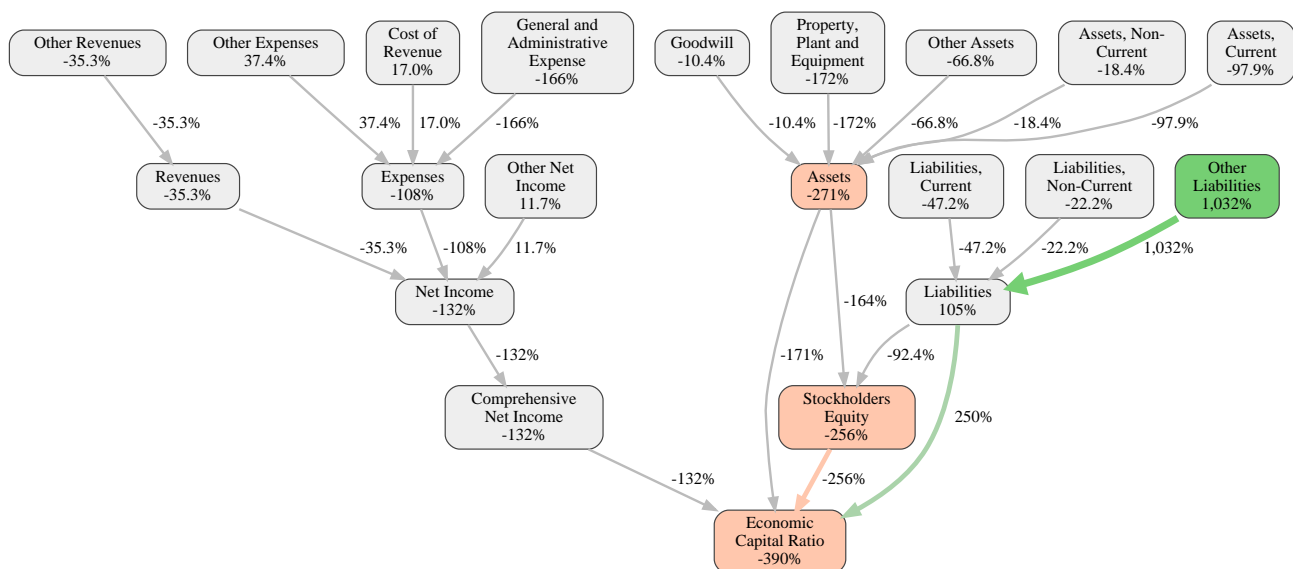 Other Revenues
-35.3%
Other Expenses
37.4%
Cost of
Revenue
17.0%
General and
Administrative
Expense
-166%
Goodwill
-10.4%
Property,
Plant and
Equipment
-172%
Other Assets
-66.8%
Assets, Non-
Current
-18.4%
Assets,
Current
-97.9%
-35.3%
37.4%
17.0%
-166%
-10.4%
-172%
-66.8%
-18.4%
-97.9%
Revenues
-35.3%
Expenses
-108%
Other Net
Income
11.7%
Assets
-271%
Liabilities,
Current
-47.2%
Liabilities,
Non-Current
-22.2%
Other
Liabilities
1,032%
-35.3%
-108%
11.7%
-47.2%
-22.2%
1,032%
Net Income
-132%
-164%
Liabilities
105%
-132%
-171%
-92.4%
Comprehensive
Net Income
-132%
Stockholders
Equity
-256%
250%
-132%
-256%
Economic
Capital Ratio
-390%